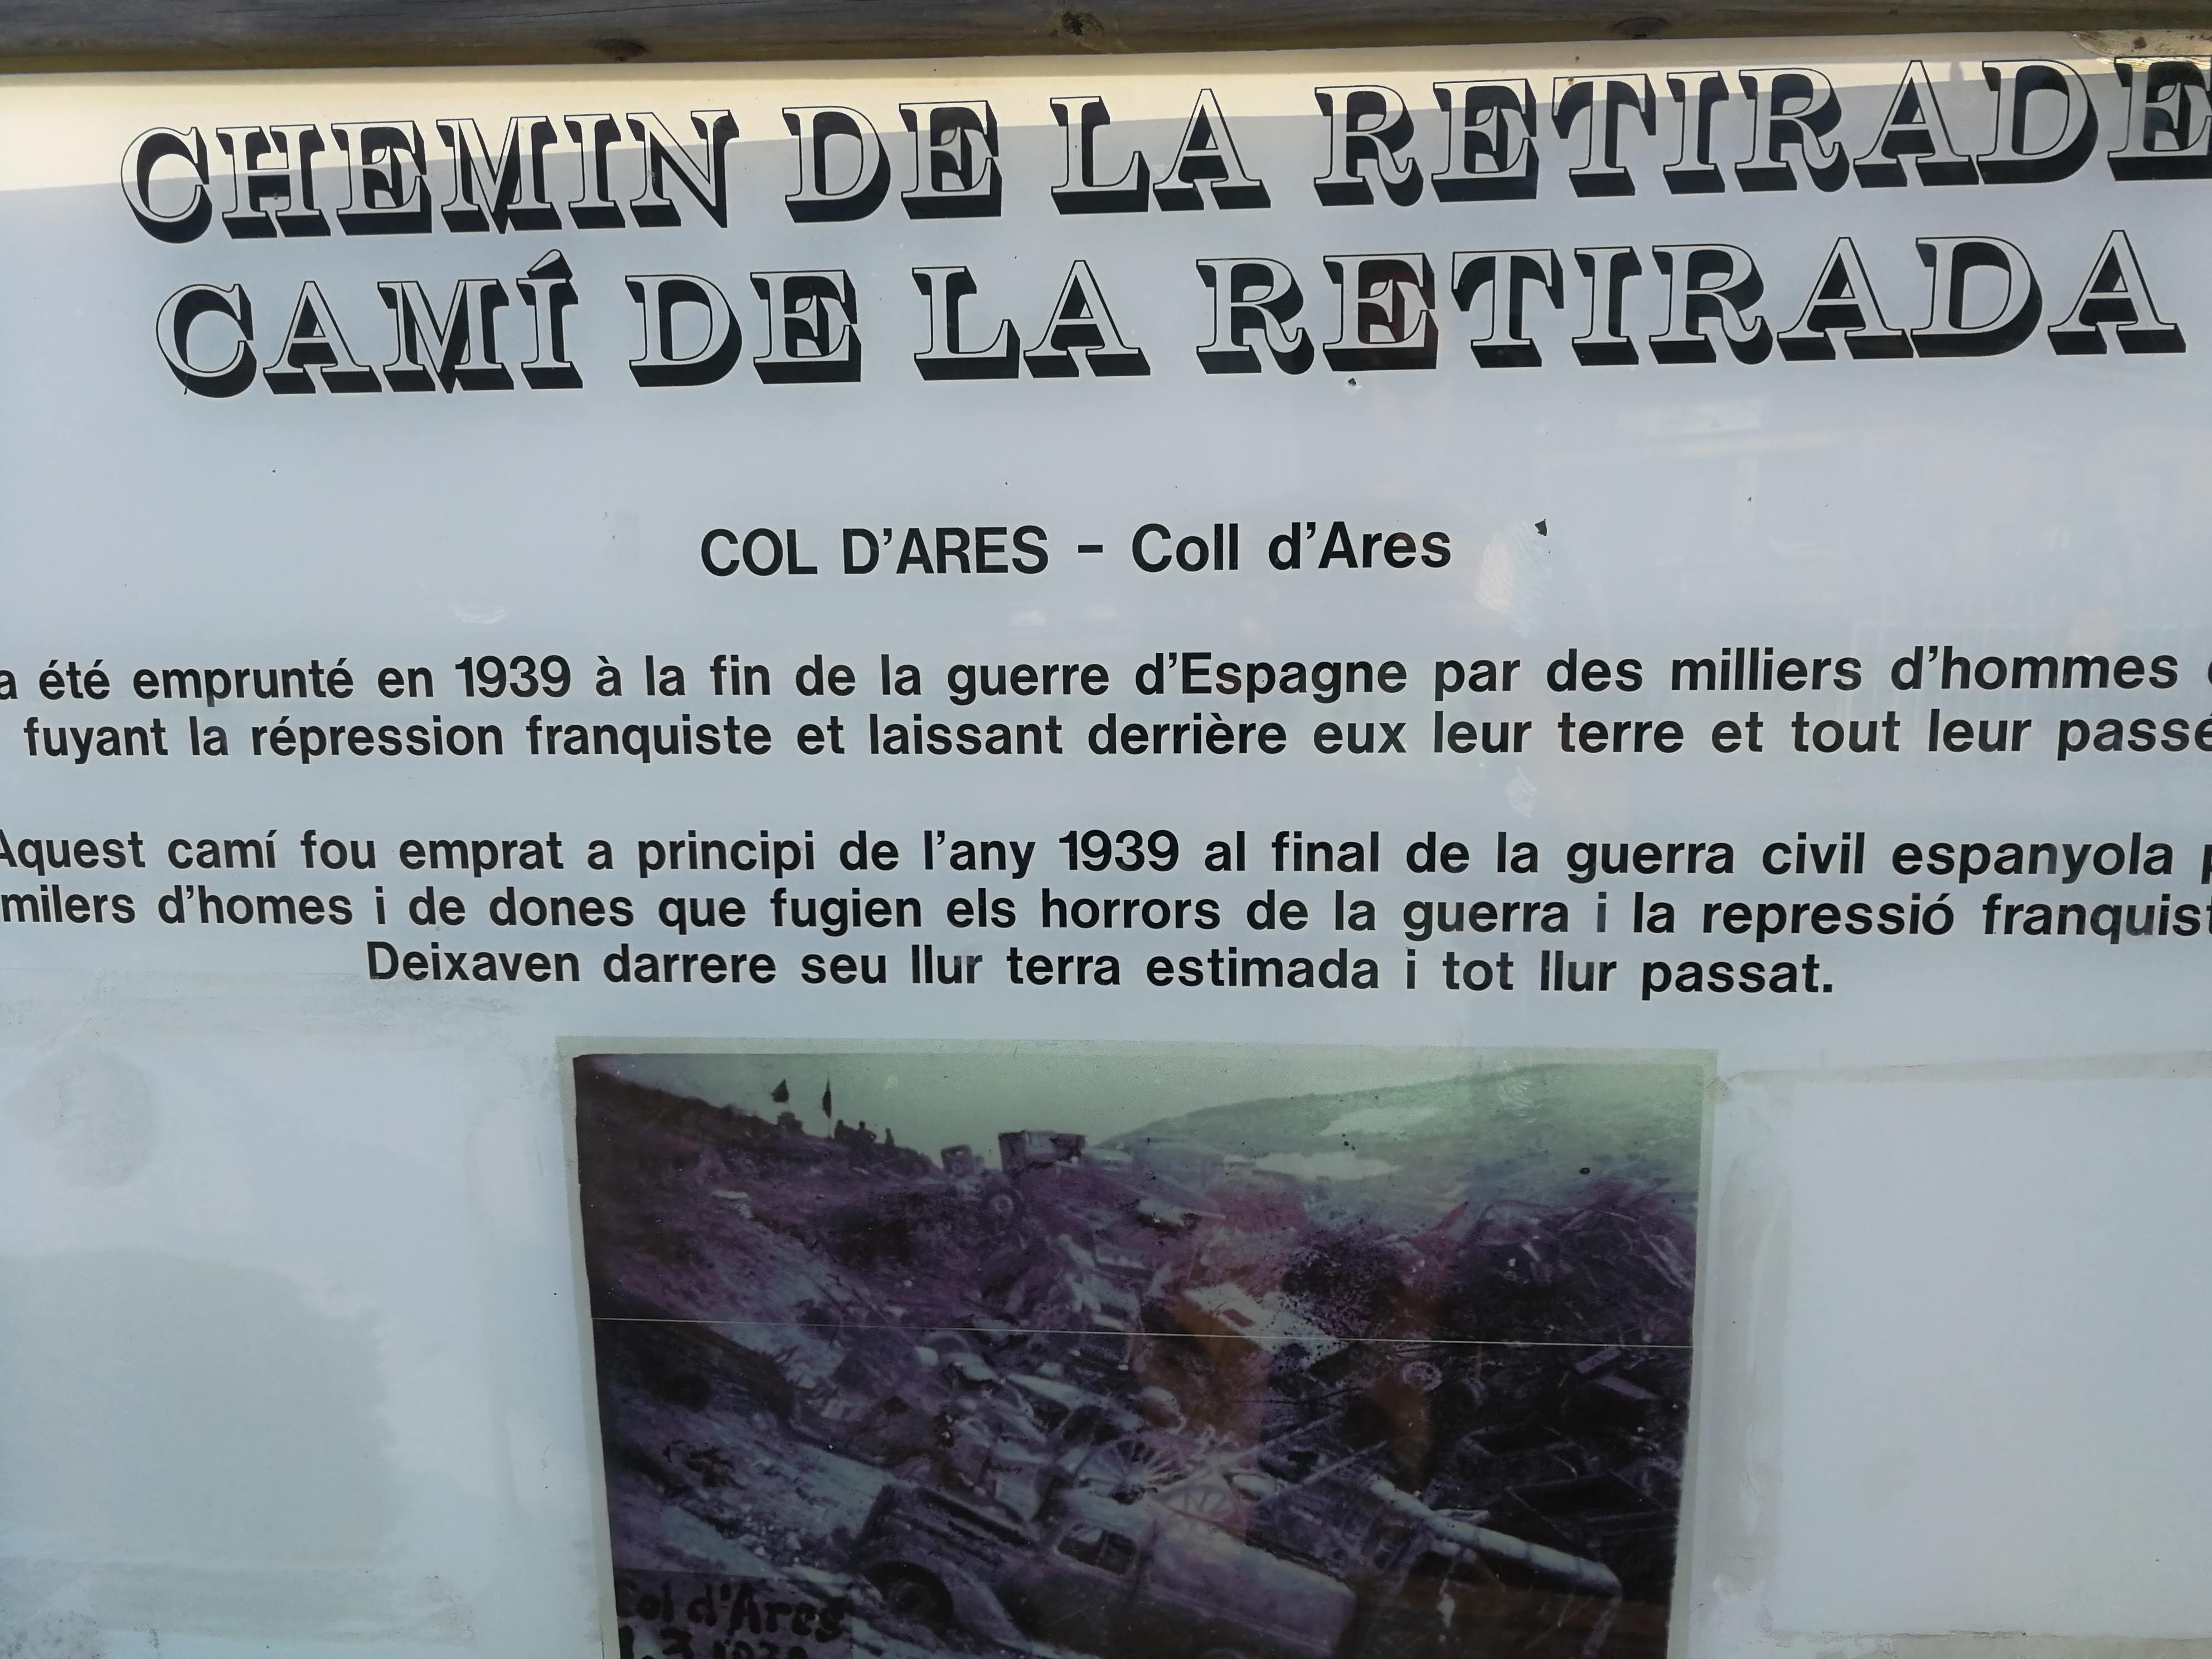 CHEMIN DE LA RETIRADE
CAMÍ DE LA RETIRADA
COL D'ARES - Coll d'Ares
a été emprunté en 1939 à la fin de la guerre d'Espagne par des milliers d'hommes
fuyant la répression franquiste et laissant derrière eux leur terre et tout leur passé
Aquest camí fou emprat a principi de l'any 1939 al final de la guerra civil espanyola p
milers d'homes i de dones que fugien els horrors de la guerra i la repressió franquist
Deixaven darrere seu llur terra estimada i tot llur passat.
Col d'Ares